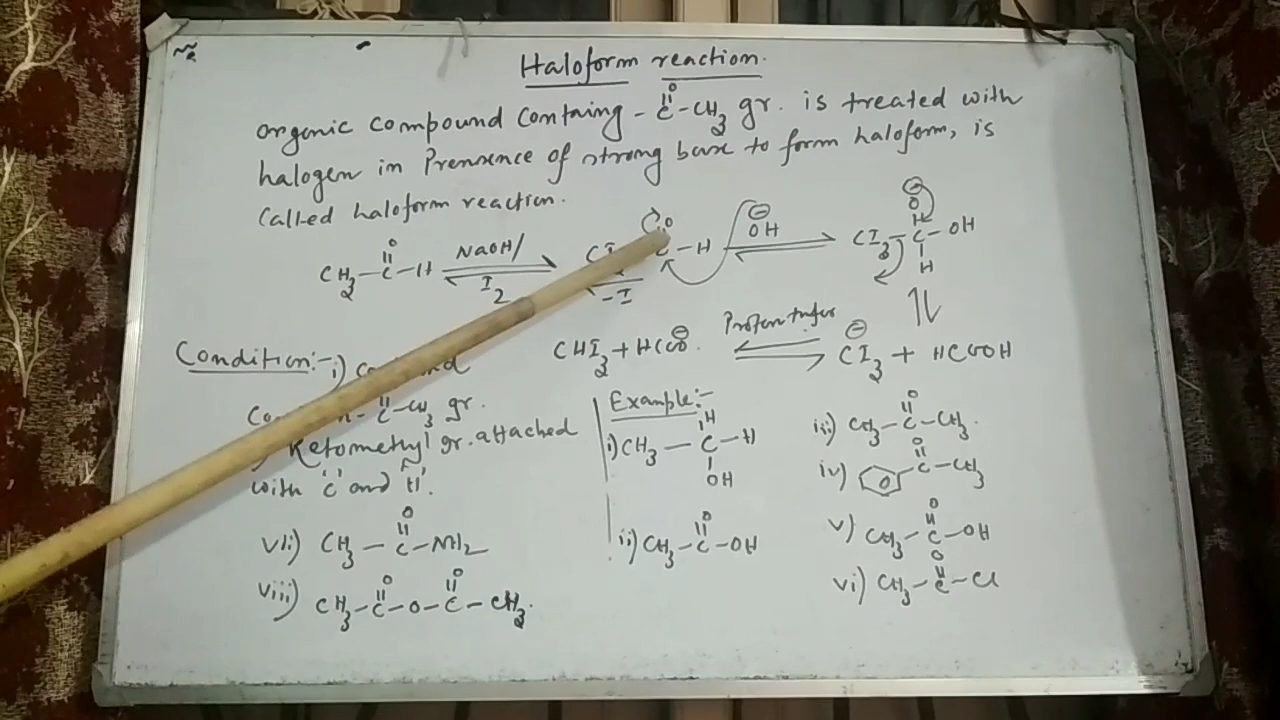 Haloform reaction.
organic compound containg - C(=O) - CH3 gr. is treated with
halogen in Prensence of strong base to form haloform, is
Called haloform reaction.
CH3 - C(=O) - H NaOH/ I2 CI C - H OH⊖ CI3 - C(O⊖)(H) - OH
-I
CHI3 + HCOO⊖ Proton CI3⊖ + HCOOH
Condition:- i)
C - CH3 gr.
Ketomethyl gr. attached
with 'C' and 'H'.
vii) CH3 - C(=O) - NH2
viii) CH3 - C(=O) - O - C(=O) - CH3.
Example:-
i) CH3 - C(H)(OH) - H
ii) CH3 - C(=O) - OH
iii) CH3 - C(=O) - CH3.
iv) C(=O) - CH3
v) CH3 - C(=O) - OH
vi) CH3 - C(=O) - Cl